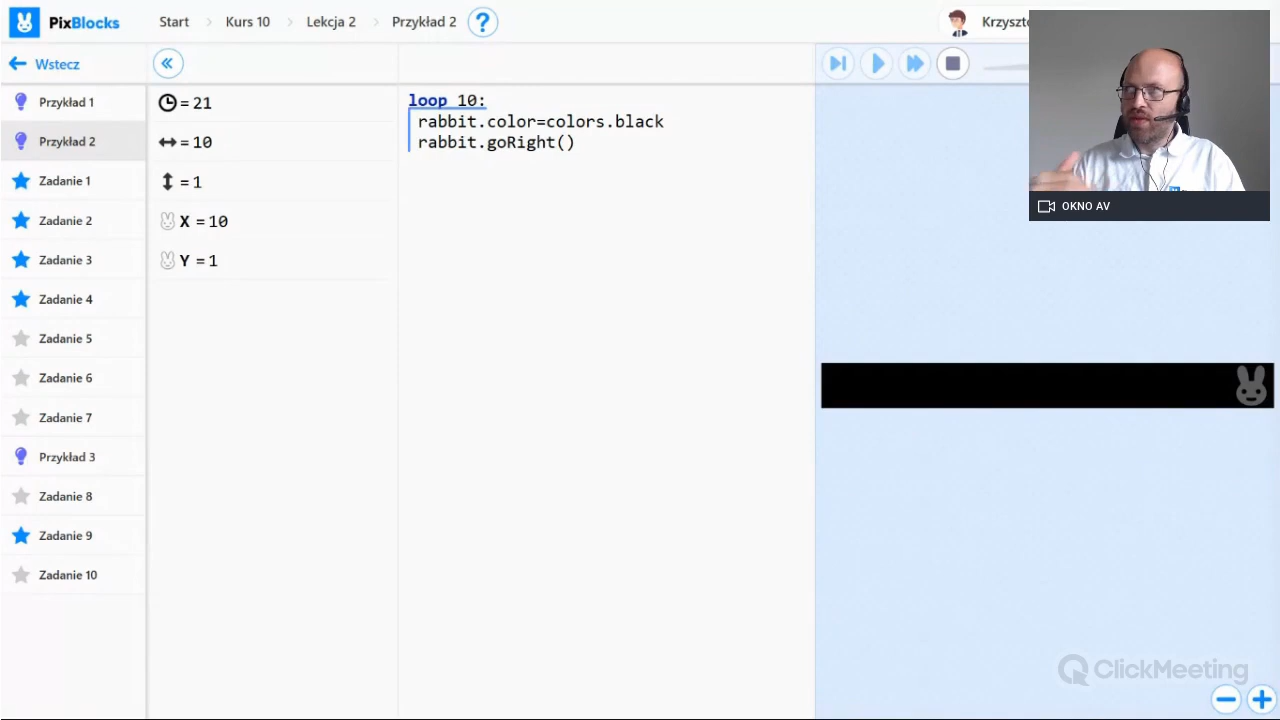 PixBlocks
Start
Kurs 10
Lekcja 2
Przykład 2
?
Krzyszto
Wstecz
Przykład 1
Przykład 2
Zadanie 1
Zadanie 2
Zadanie 3
Zadanie 4
Zadanie 5
Zadanie 6
Zadanie 7
Przykład 3
Zadanie 8
Zadanie 9
Zadanie 10
= 21
= 10
= 1
X = 10
Y = 1
loop 10:
rabbit.color=colors.black
rabbit.goRight()
OKNO AV
ClickMeeting